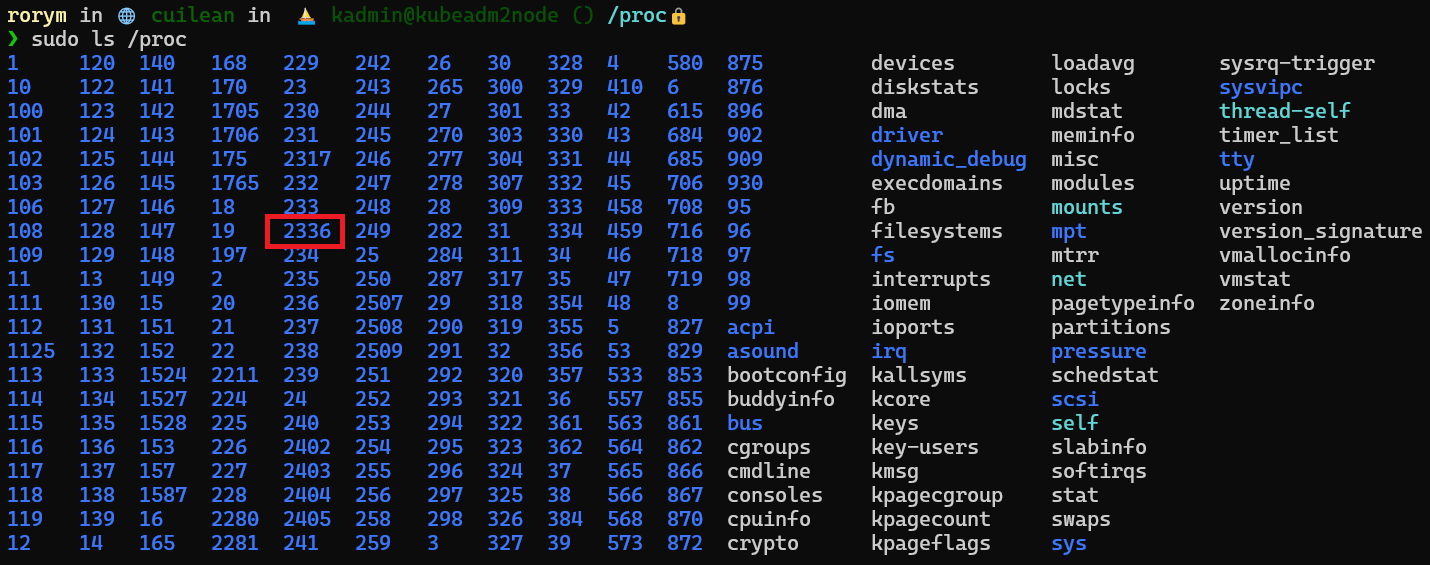 rorym in 🌐 cuilean in ⛵ kadmin@kubeadm2node () /proc🔒
❯ sudo ls /proc
1 120 140 168 229 242 26 30 328 4 580 875 devices loadavg sysrq-trigger
10 122 141 170 23 243 265 300 329 410 6 876 diskstats locks sysvipc
100 123 142 1705 230 244 27 301 33 42 615 896 dma mdstat thread-self
101 124 143 1706 231 245 270 303 330 43 684 902 driver meminfo timer_list
102 125 144 175 2317 246 277 304 331 44 685 909 dynamic_debug misc tty
103 126 145 1765 232 247 278 307 332 45 706 930 execdomains modules uptime
106 127 146 18 233 248 28 309 333 458 708 95 fb mounts version
108 128 147 19 2336 249 282 31 334 459 716 96 filesystems mpt version_signature
109 129 148 197 234 25 284 311 34 46 718 97 fs mtrr vmallocinfo
11 13 149 2 235 250 287 317 35 47 719 98 interrupts net vmstat
111 130 15 20 236 2507 29 318 354 48 8 99 iomem pagetypeinfo zoneinfo
112 131 151 21 237 2508 290 319 355 5 827 acpi ioports partitions
1125 132 152 22 238 2509 291 32 356 53 829 asound irq pressure
113 133 1524 2211 239 251 292 320 357 533 853 bootconfig kallsyms schedstat
114 134 1527 224 24 252 293 321 36 557 855 buddyinfo kcore scsi
115 135 1528 225 240 253 294 322 361 563 861 bus keys self
116 136 153 226 2402 254 295 323 362 564 862 cgroups key-users slabinfo
117 137 157 227 2403 255 296 324 37 565 866 cmdline kmsg softirqs
118 138 1587 228 2404 256 297 325 38 566 867 consoles kpagecgroup stat
119 139 16 2280 2405 258 298 326 384 568 870 cpuinfo kpagecount swaps
12 14 165 2281 241 259 3 327 39 573 872 crypto kpageflags sys